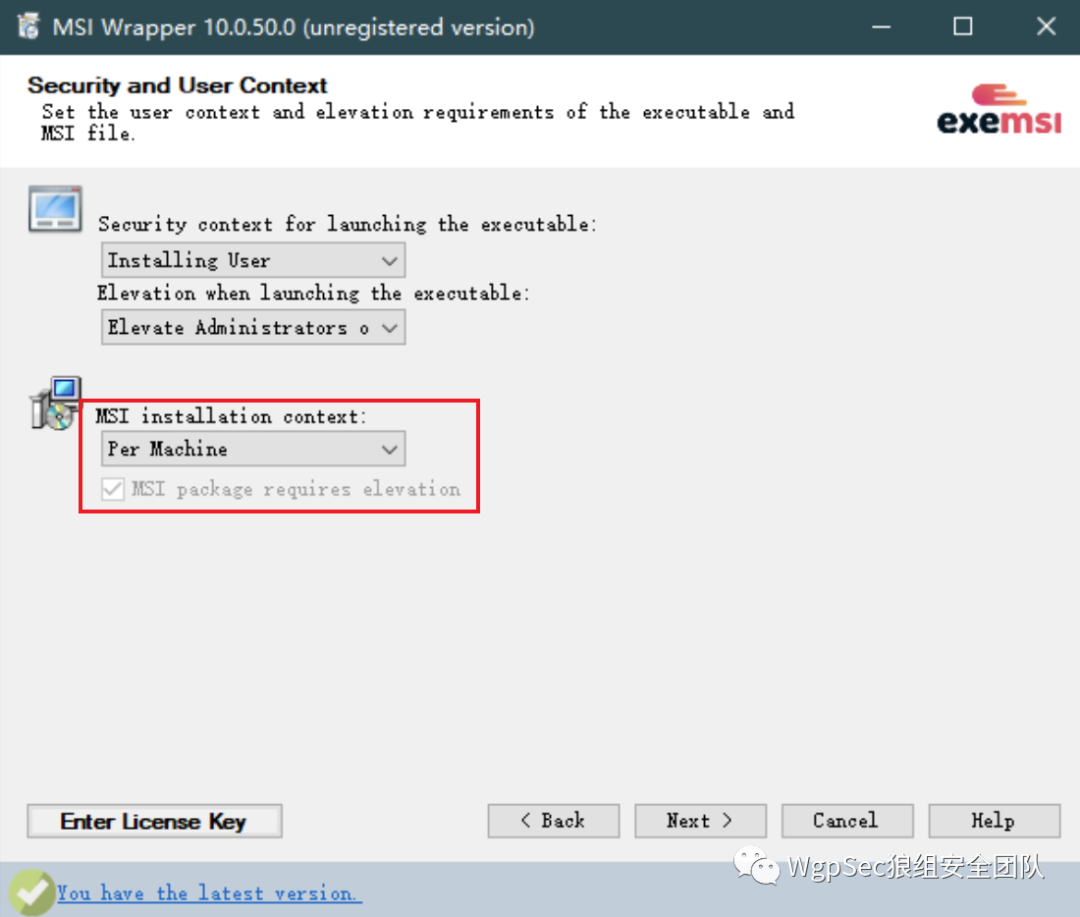 MSI Wrapper 10.0.50.0 (unregistered version)
Security and User Context
Set the user context and elevation requirements of the executable and
MSI file.
exemsi
Security context for launching the executable:
Installing User
Elevation when launching the executable:
Elevate Administrators o
MSI installation context:
Per Machine
MSI package requires elevation
Enter License Key
< Back
Next >
Cancel
Help
WgpSec狼组安全团队
You have the latest version.